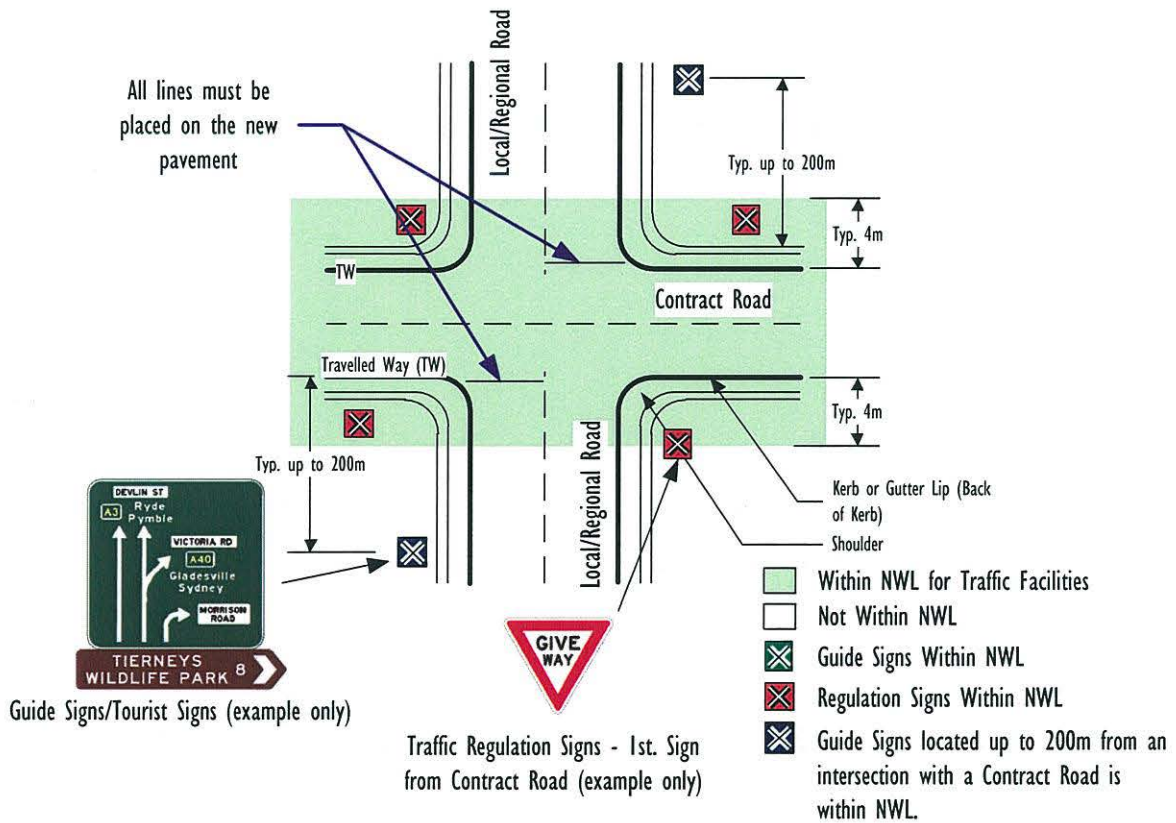 All lines must be
placed on the new
pavement
Local/Regional Road
Typ. up to 200m
Typ. 4m
TW
Contract Road
Travelled Way (TW)
Typ. 4m
Typ. up to 200m
Local/Regional Road
Kerb or Gutter Lip (Back
of Kerb)
Shoulder
DEVLIN ST
A3 Ryde
Pymble
VICTORIA RD
A40
Gladesville
Sydney
MORRISON
ROAD
TIERNEYS
WILDLIFE PARK 8
Guide Signs/Tourist Signs (example only)
GIVE
WAY
Traffic Regulation Signs - 1st. Sign
from Contract Road (example only)
Within NWL for Traffic Facilities
Not Within NWL
Guide Signs Within NWL
Regulation Signs Within NWL
Guide Signs located up to 200m from an
intersection with a Contract Road is
within NWL.